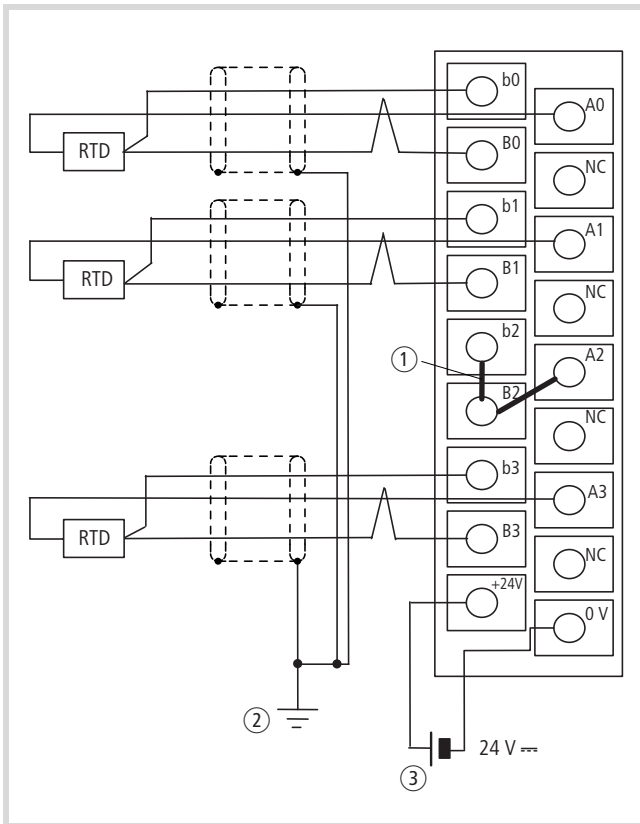 b0
A0
RTD
B0
NC
b1
A1
RTD
B1
NC
b2
①
A2
B2
NC
b3
A3
RTD
B3
NC
+24V
0 V
②
24 V ⎓
③